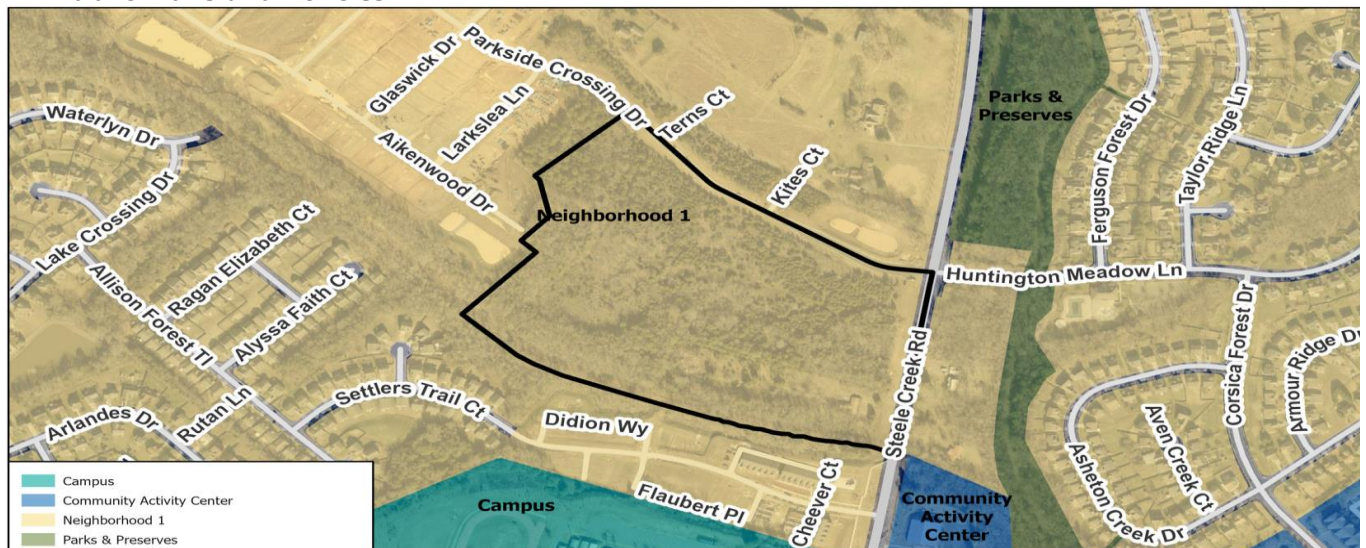 Parkside Crossing Dr
Glaswick Dr
Larkslea Ln
Terns Ct
Parks &
Preserves
Ferguson Forest Dr
Taylor Ridge Ln
Waterlyn Dr
Aikenwood Dr
Kites Ct
Lake Crossing Dr
Neighborhood 1
Ragan Elizabeth Ct
Huntington Meadow Ln
Allison Forest Tl
Alyssa Faith Ct
Steele Creek Rd
Corsica Forest Dr
Armour Ridge Dr
Settlers Trail Ct
Rutan Ln
Arlandes Dr
Didion Wy
Aven Creek Ct
Asheton Creek Dr
Flaubert Pl
Cheever Ct
Campus
Community
Activity
Center
Campus
Community Activity Center
Neighborhood 1
Parks & Preserves